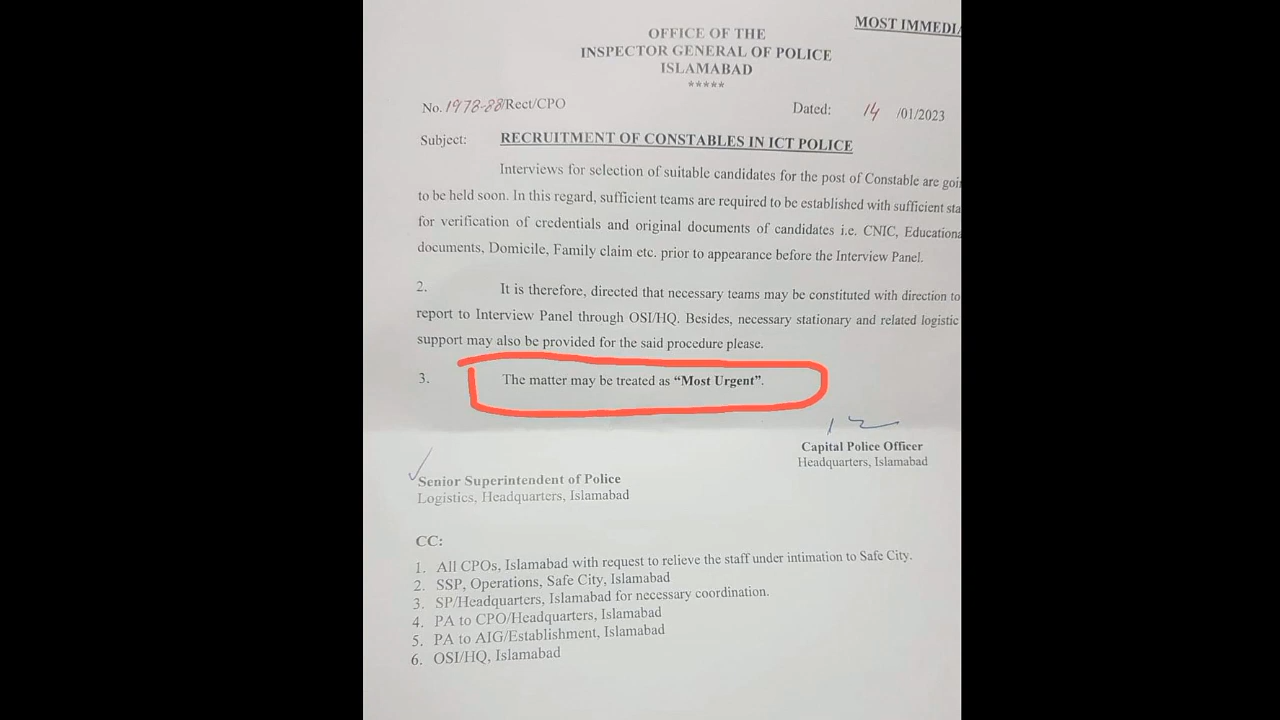 MOST IMMEDI
OFFICE OF THE
INSPECTOR GENERAL OF POLICE
ISLAMABAD
*****
No. 1978-88/Rect/CPO
Dated: 14 /01/2023
Subject: RECRUITMENT OF CONSTABLES IN ICT POLICE
Interviews for selection of suitable candidates for the post of Constable are goi
to be held soon. In this regard, sufficient teams are required to be established with sufficient sta
for verification of credentials and original documents of candidates i.e. CNIC, Educationa
documents, Domicile, Family claim etc. prior to appearance before the Interview Panel.
2. It is therefore, directed that necessary teams may be constituted with direction to
report to Interview Panel through OSI/HQ. Besides, necessary stationary and related logistic
support may also be provided for the said procedure please.
3. The matter may be treated as “Most Urgent”.
Capital Police Officer
Headquarters, Islamabad
Senior Superintendent of Police
Logistics, Headquarters, Islamabad
CC:
1. All CPOs, Islamabad with request to relieve the staff under intimation to Safe City.
2. SSP, Operations, Safe City, Islamabad
3. SP/Headquarters, Islamabad for necessary coordination.
4. PA to CPO/Headquarters, Islamabad
5. PA to AIG/Establishment, Islamabad
6. OSI/HQ, Islamabad